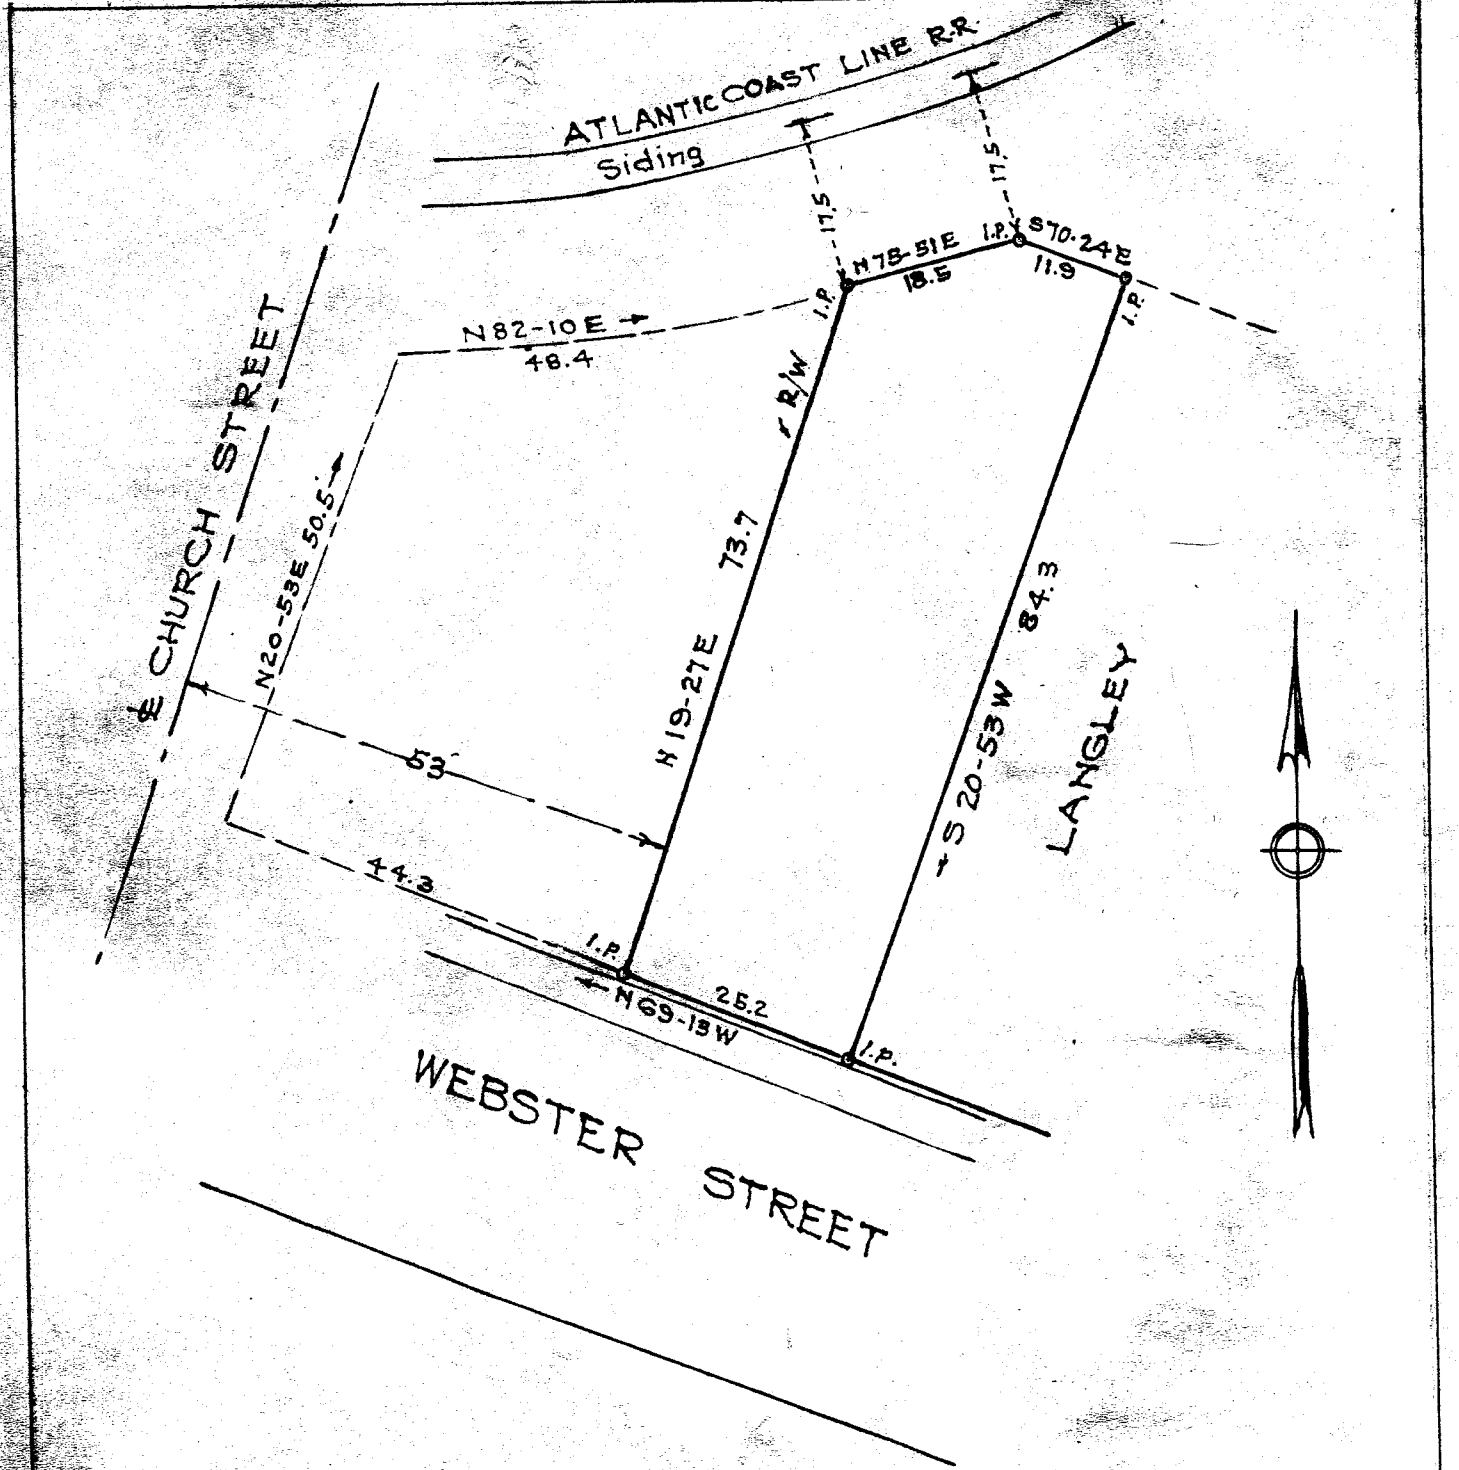 ATLANTIC COAST LINE R.R.
Siding
17.5
17.5
I.P.
S70-24E
N75-51E
18.5
11.9
I.P.
I.P.
N82-10E
48.4
R/W
℄ CHURCH STREET
N20-53E 50.5'
N19-27E 73.7
S20-53W 84.3
LANGLEY
53'
44.3
I.P.
25.2
N69-13W
I.P.
WEBSTER STREET